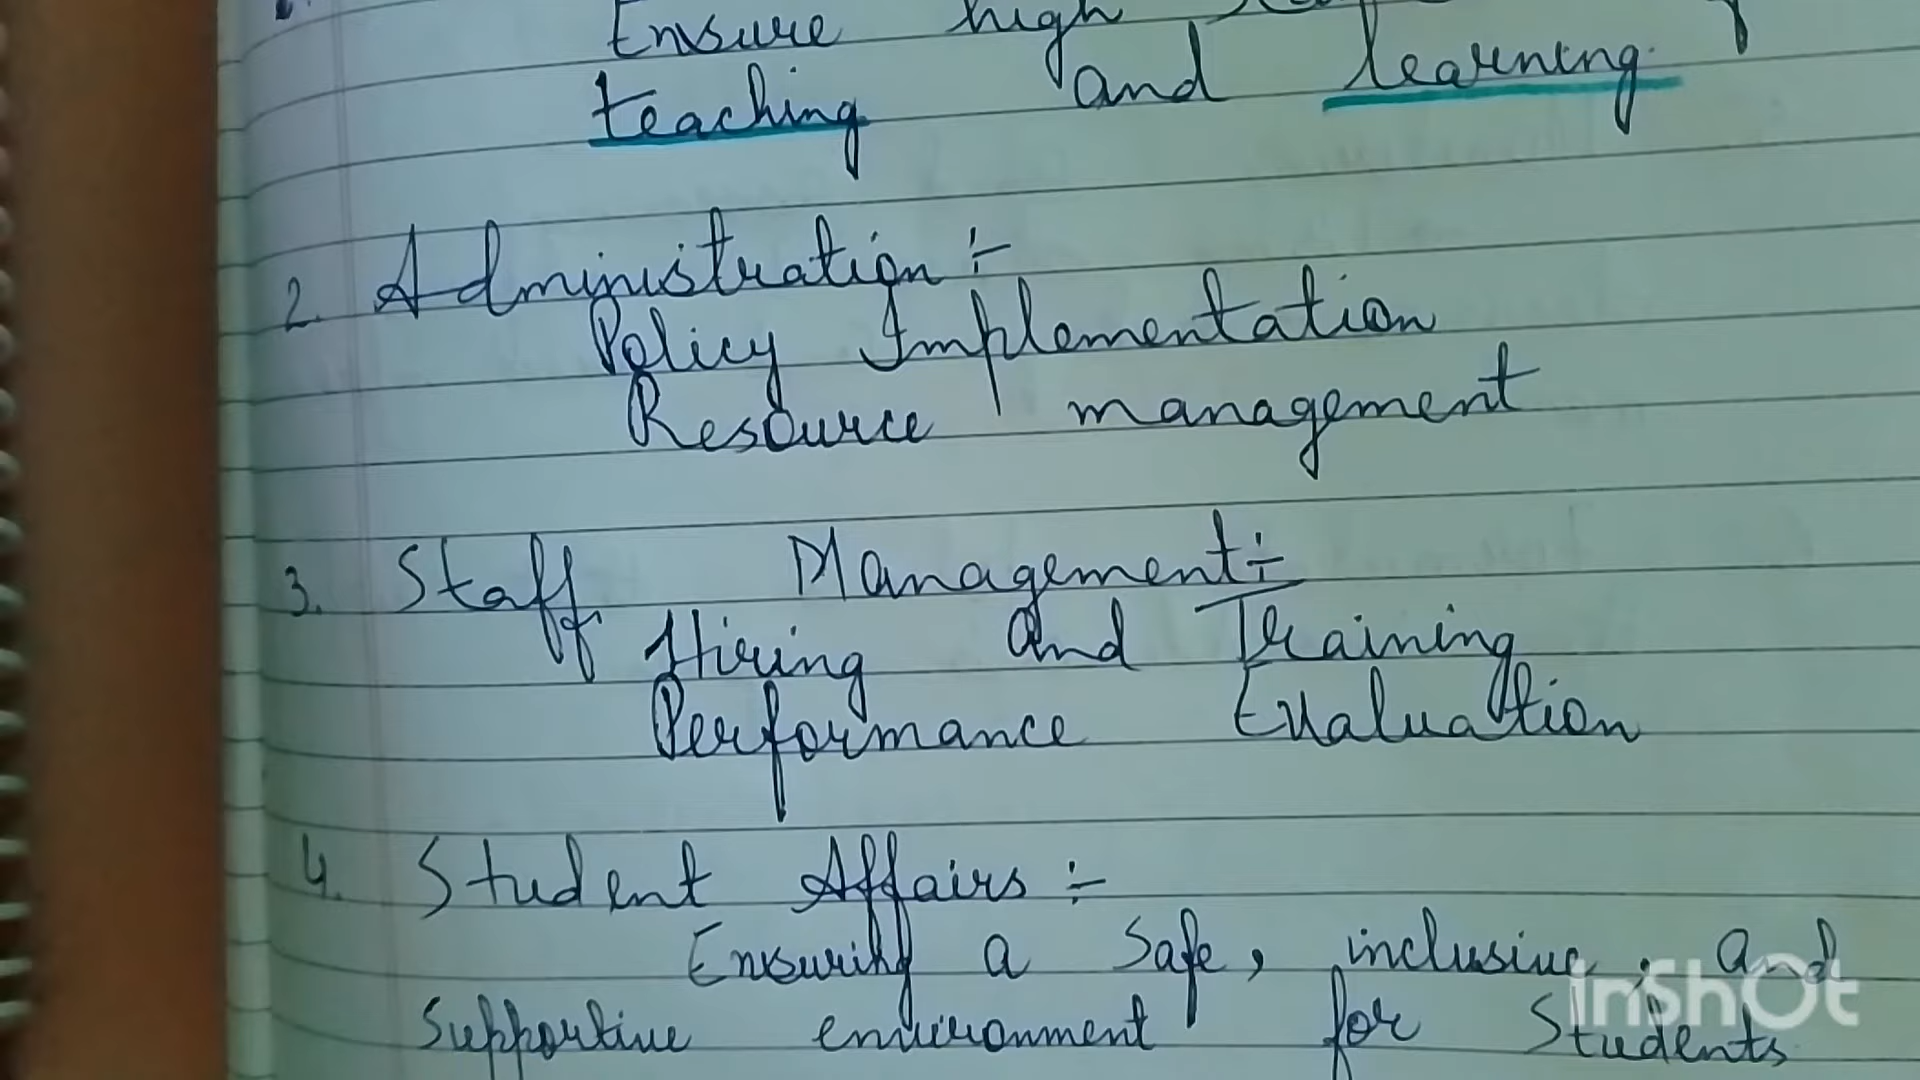 Ensure high
teaching and learning.
2. Administration :-
Policy Implementation
Resource management
3. Staff Management :-
Hiring and Training
Performance Evaluation
4. Student Affairs :-
Ensuring a safe, inclusive, and
supportive environment for students
InShOt